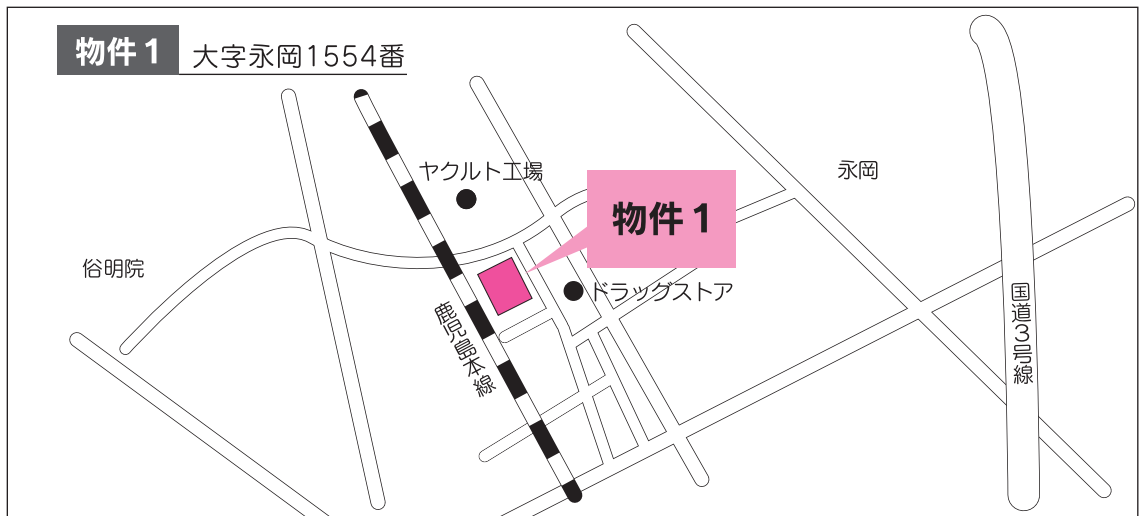 物件1
大字永岡1554番
ヤクルト工場
永岡
物件1
俗明院
ドラッグストア
鹿児島本線
国道3号線